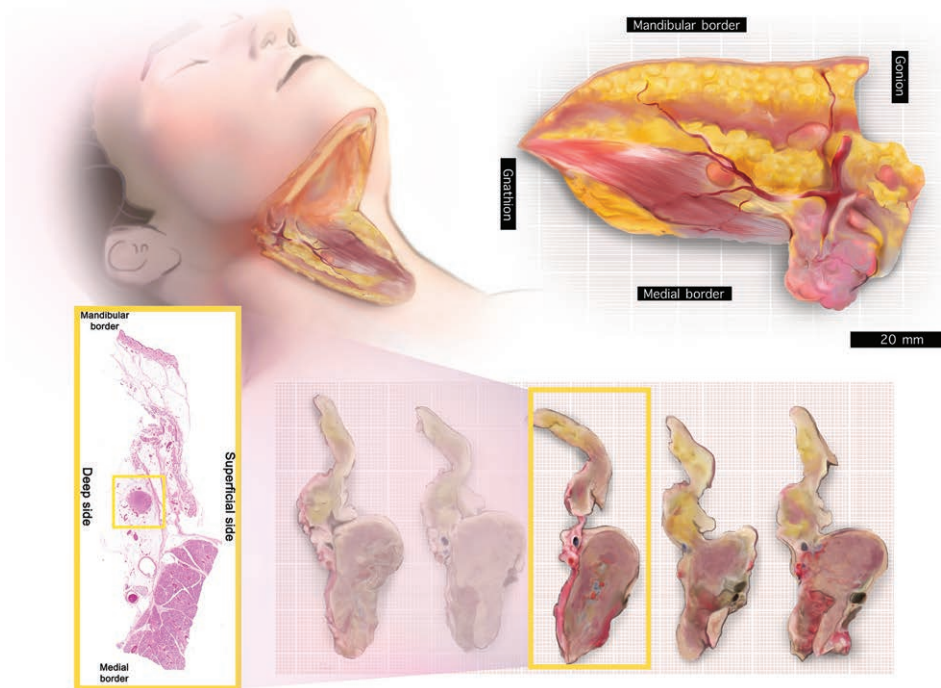 Mandibular border
Gonion
Gnathion
Medial border
20 mm
Mandibular
border
Deep side
Superficial side
Medial
border